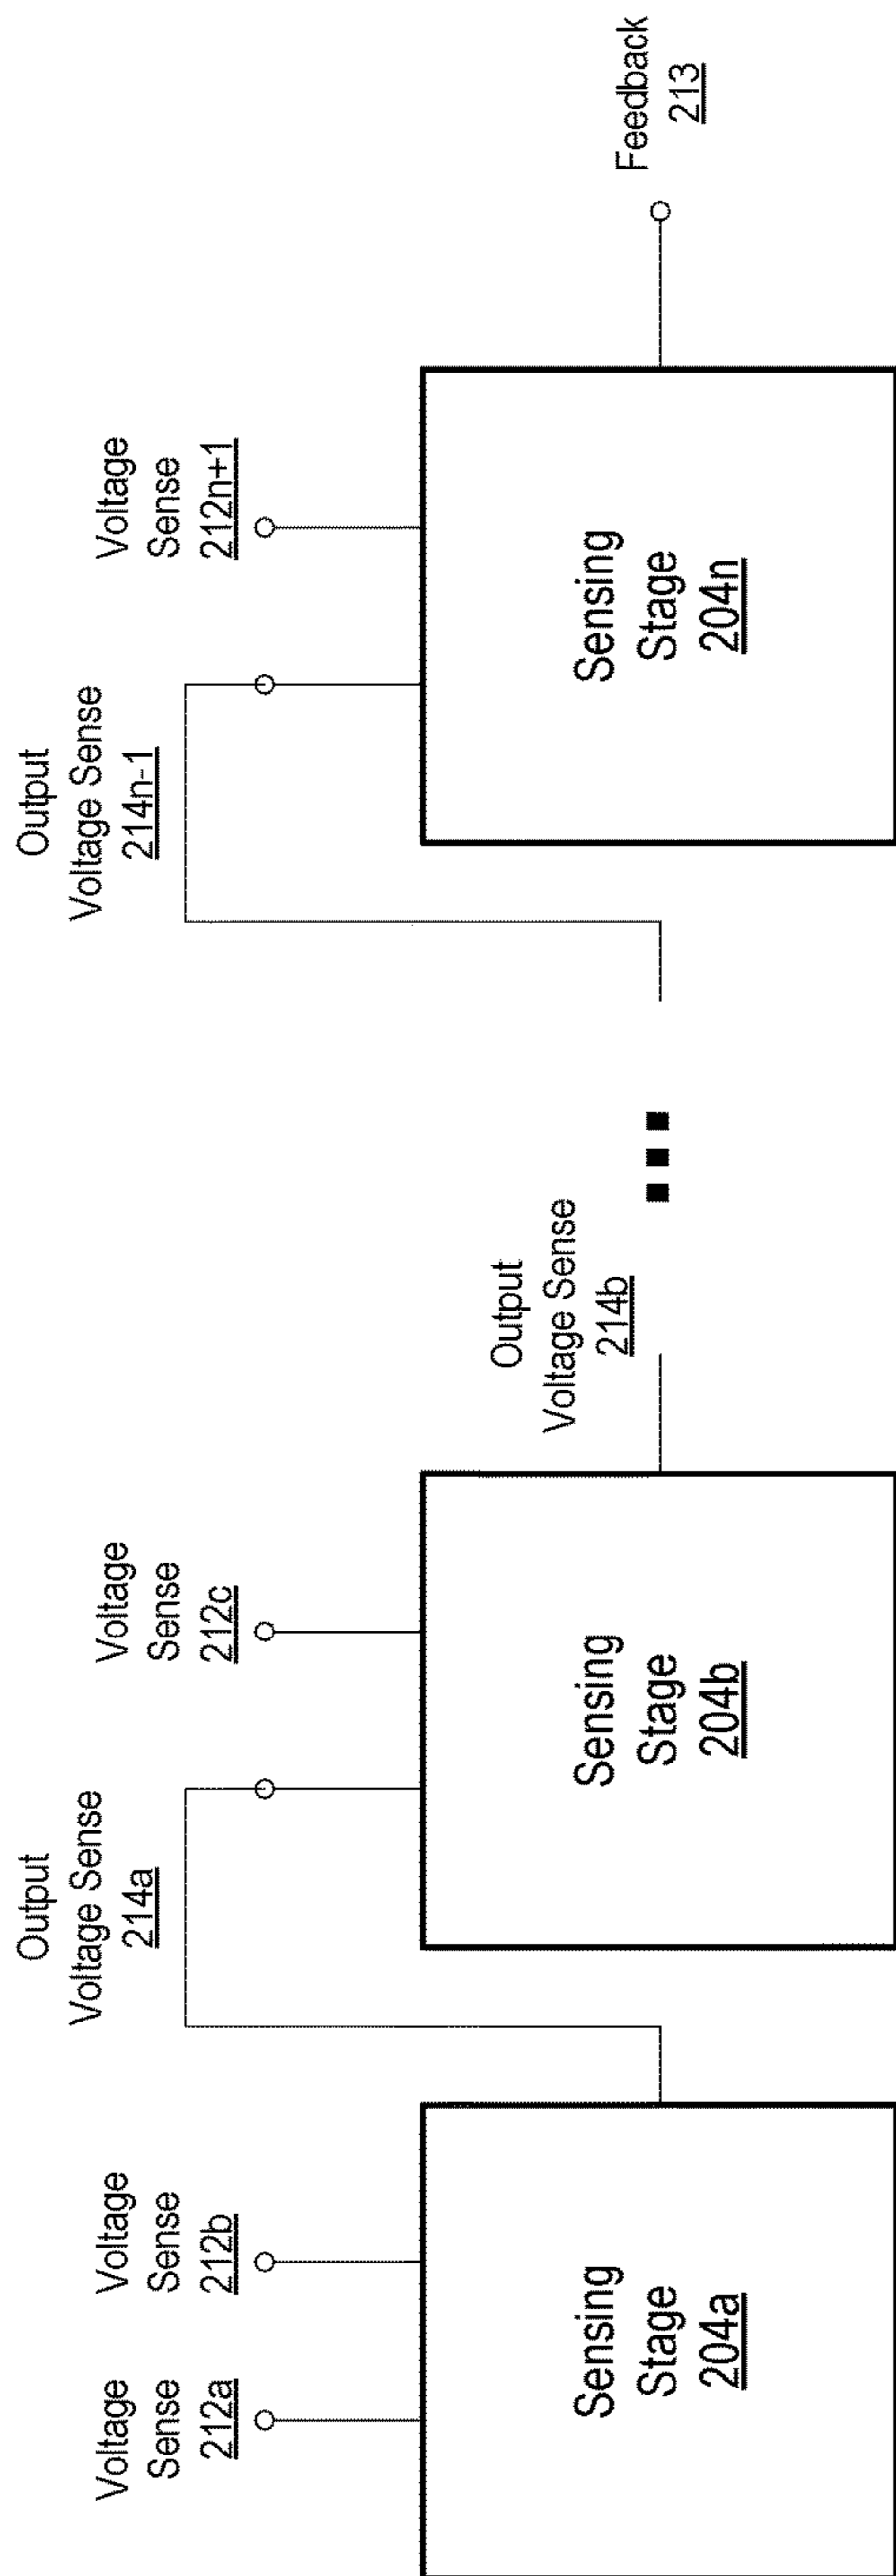 Voltage
Sense
212a
Voltage
Sense
212b
Sensing
Stage
204a
Output
Voltage Sense
214a
Voltage
Sense
212c
Sensing
Stage
204b
Output
Voltage Sense
214b
Output
Voltage Sense
214n-1
Voltage
Sense
212n+1
Sensing
Stage
204n
Feedback
213